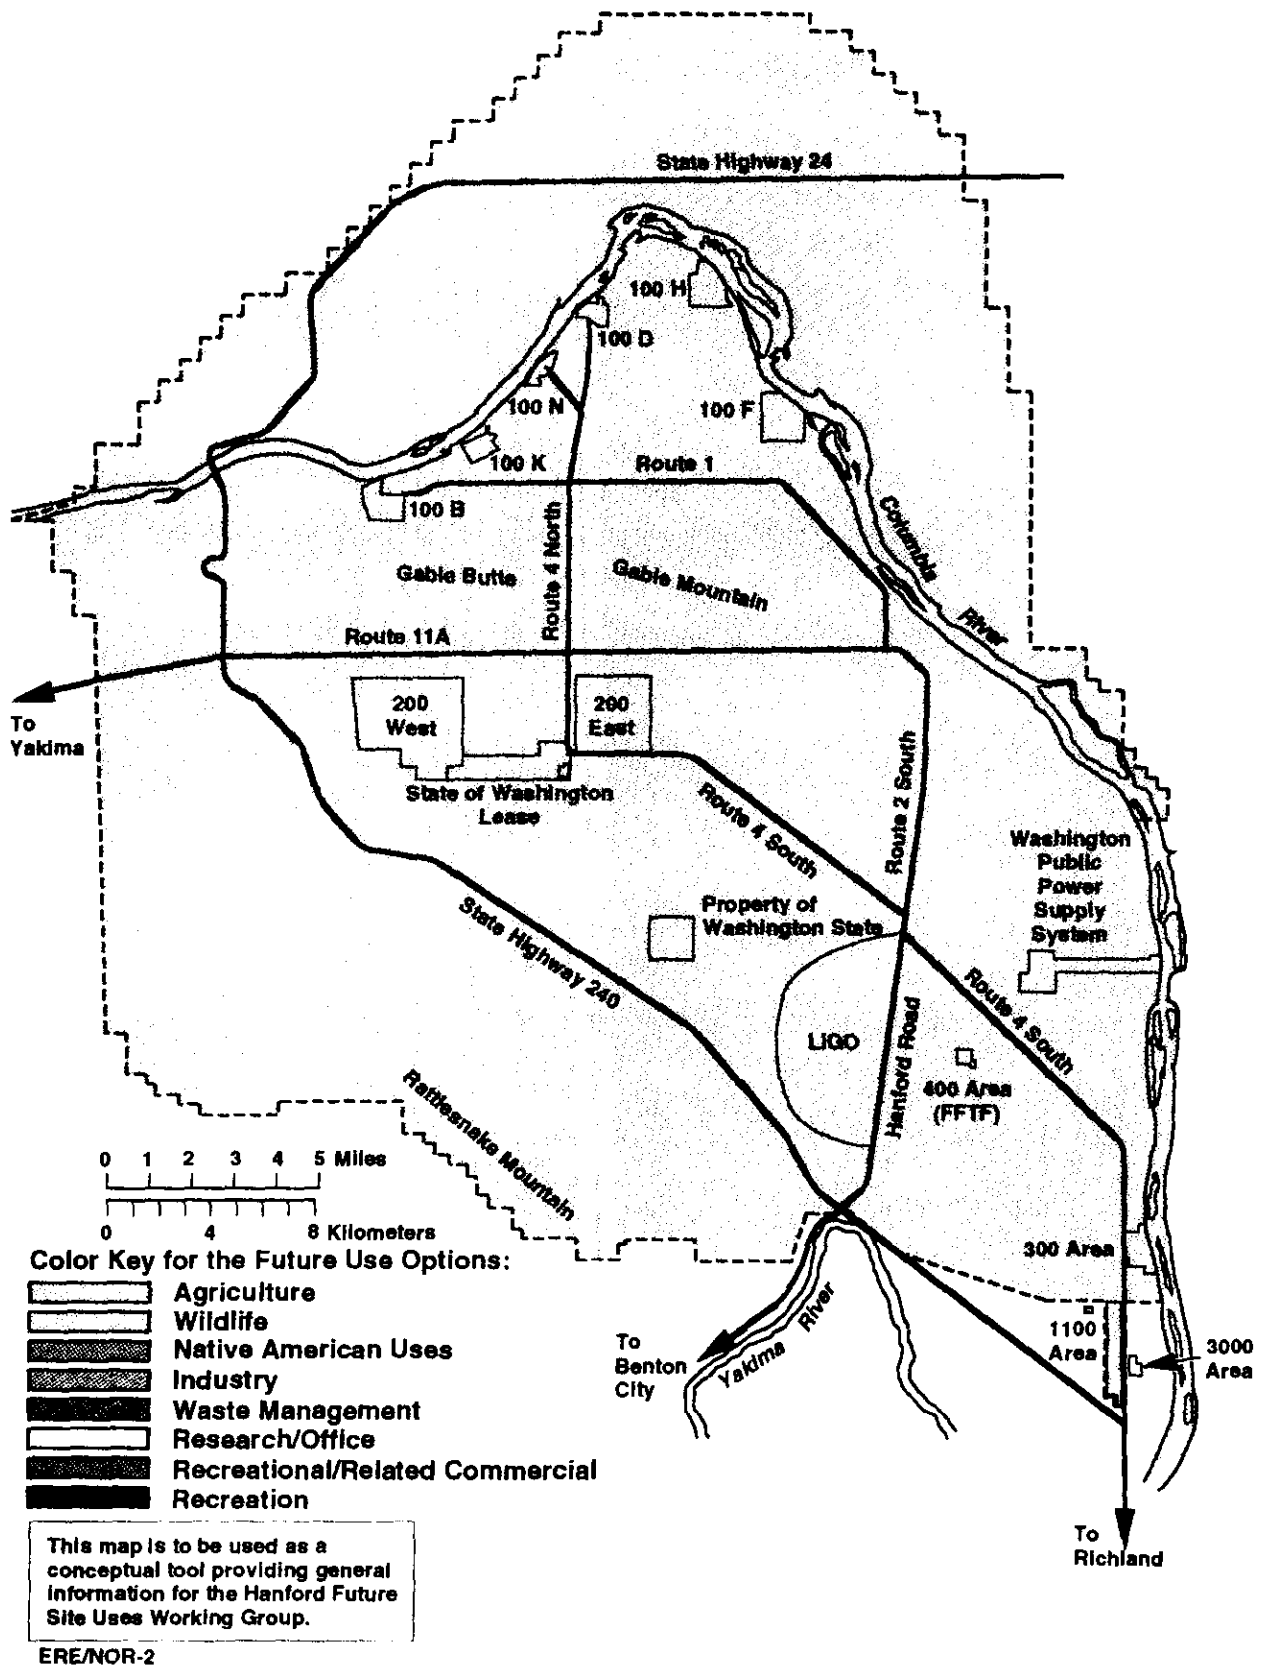 State Highway 24
100 H
100 D
100 N
100 F
100 K
Route 1
100 B
Columbia
River
Gable Butte
Route 4 North
Gable Mountain
Route 11A
To
Yakima
200
West
200
East
State of Washington
Lease
Route 4 South
Route 2 South
Washington
Public
Power
Supply
System
Property of
Washington State
State Highway 240
LIGO
Hanford Road
Route 4 South
400 Area
(FFTF)
Rattlesnake Mountain
0 1 2 3 4 5 Miles
0 4 8 Kilometers
300 Area
1100
Area
3000
Area
To
Benton
City
Yakima
River
To
Richland
Color Key for the Future Use Options:
Agriculture
Wildlife
Native American Uses
Industry
Waste Management
Research/Office
Recreational/Related Commercial
Recreation
This map is to be used as a
conceptual tool providing general
information for the Hanford Future
Site Uses Working Group.
ERE/NOR-2